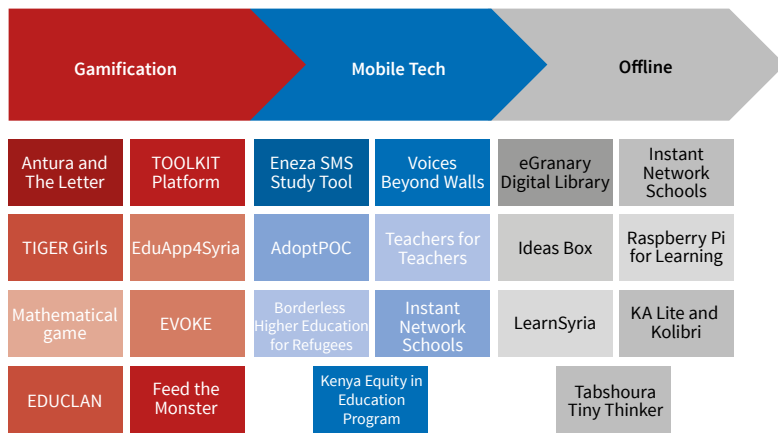 Gamification
Mobile Tech
Offline
Antura and
The Letter
TOOLKIT
Platform
Eneza SMS
Study Tool
Voices
Beyond Walls
eGranary
Digital Library
Instant
Network
Schools
TIGER Girls
EduApp4Syria
AdoptPOC
Teachers for
Teachers
Ideas Box
Raspberry Pi
for Learning
Mathematical
game
EVOKE
Borderless
Higher Education
for Refugees
Instant
Network
Schools
LearnSyria
KA Lite and
Kolibri
EDUCLAN
Feed the
Monster
Kenya Equity in
Education
Program
Tabshoura
Tiny Thinker